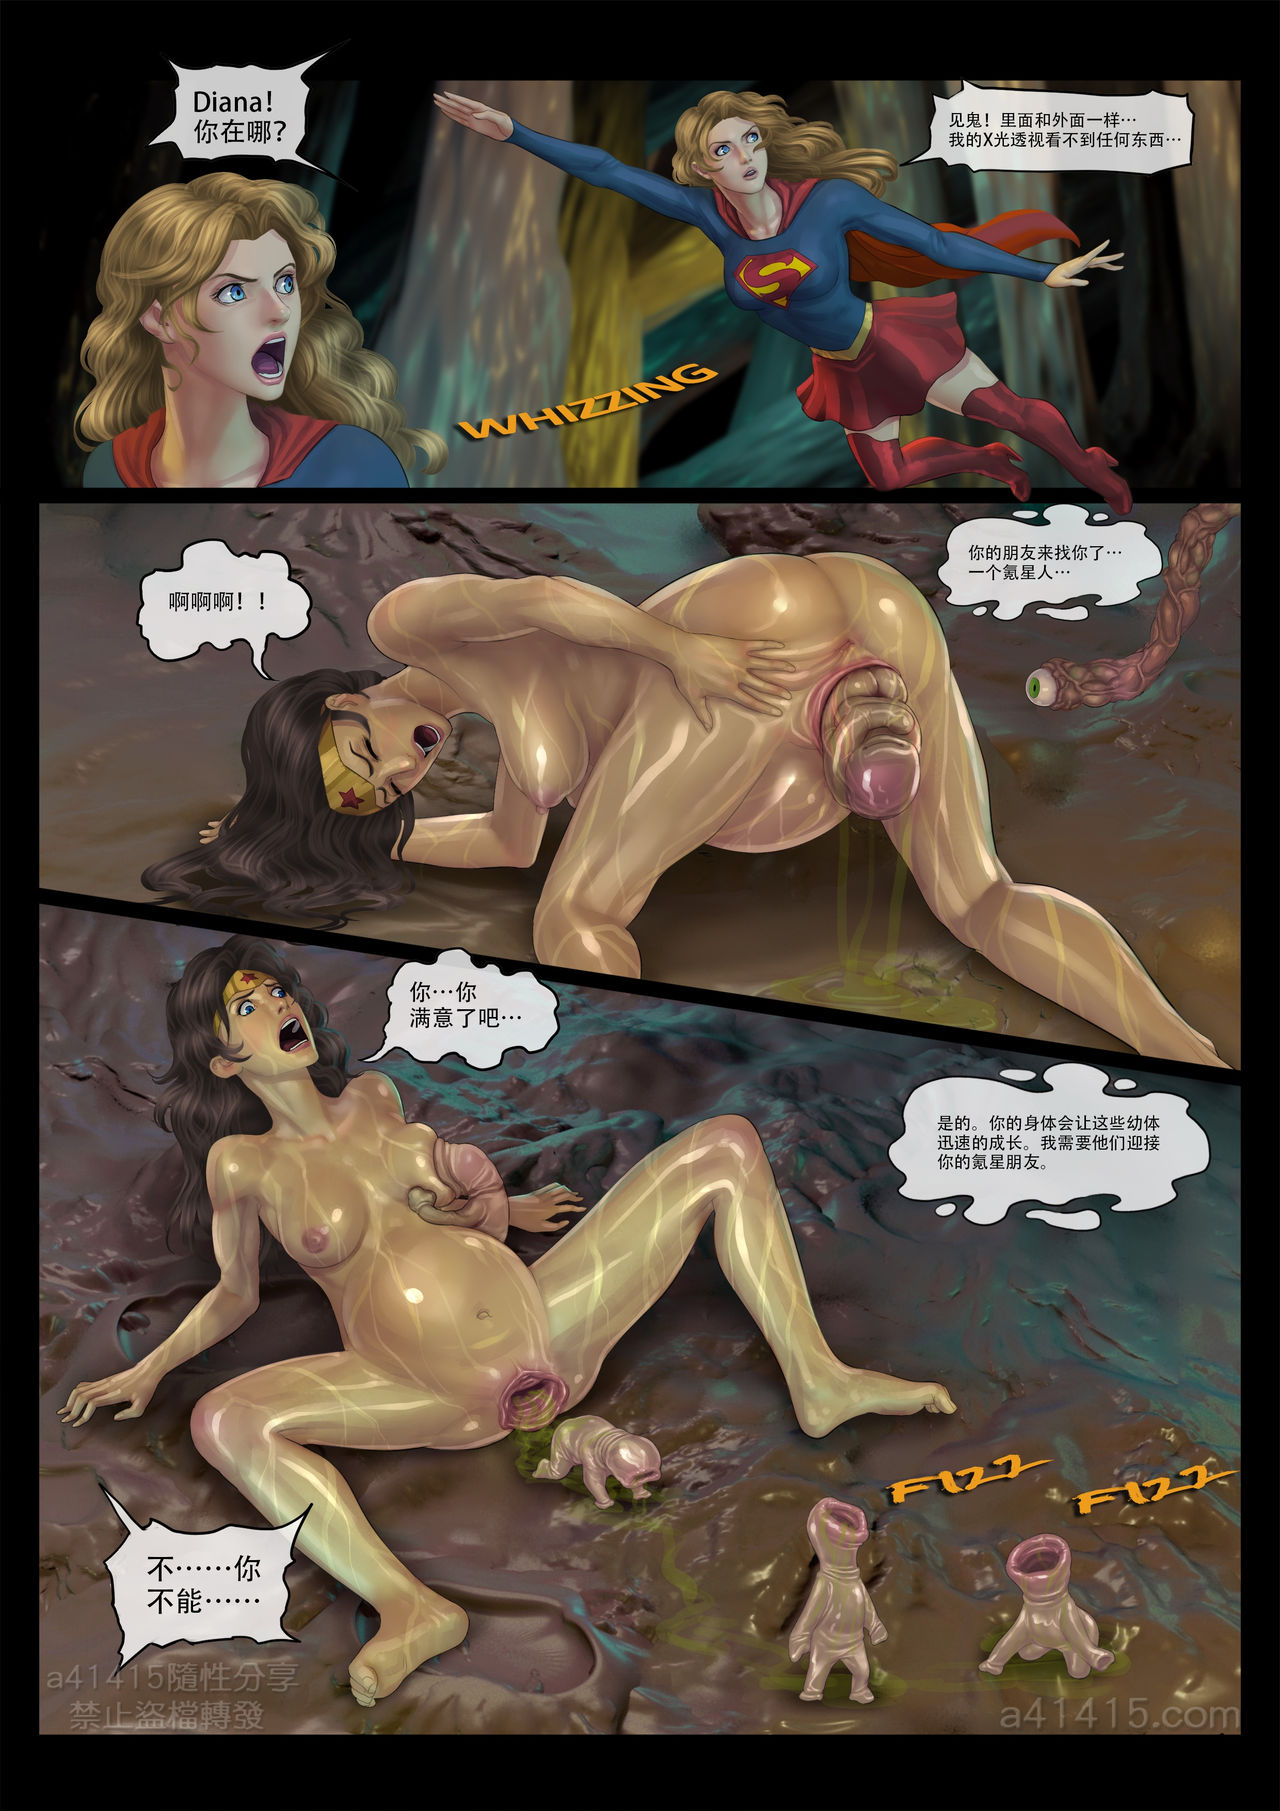 Diana!
你在哪?
见鬼！里面和外面一样…
我的X光透视看不到任何东西…
WHIZZING
你的朋友来找你了…
一个氪星人…
啊啊啊！！
你…你
满意了吧…
是的。你的身体会让这些幼体
迅速的成长。我需要他们迎接
你的氪星朋友。
FIZZ
FIZZ
不……你
不能……
a41415隨性分享
禁止盜檔轉發
a41415.com